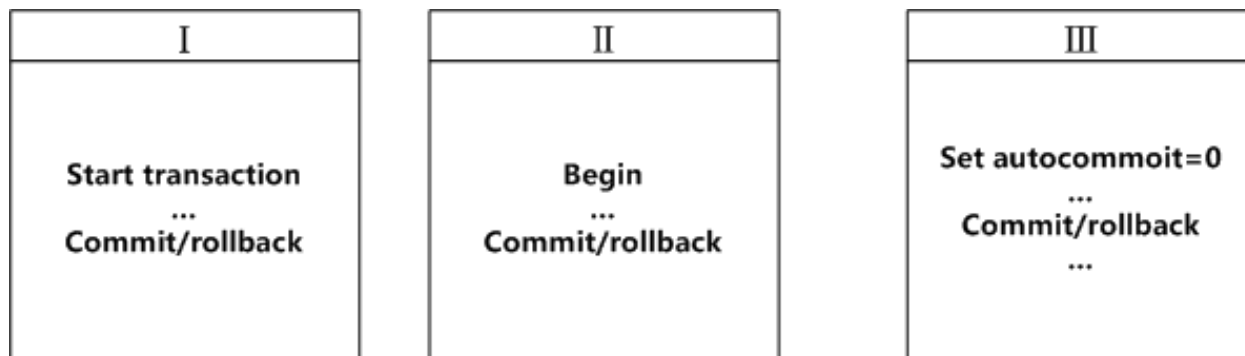 I
Start transaction
...
Commit/rollback
II
Begin
...
Commit/rollback
III
Set autocommoit=0
...
Commit/rollback
...